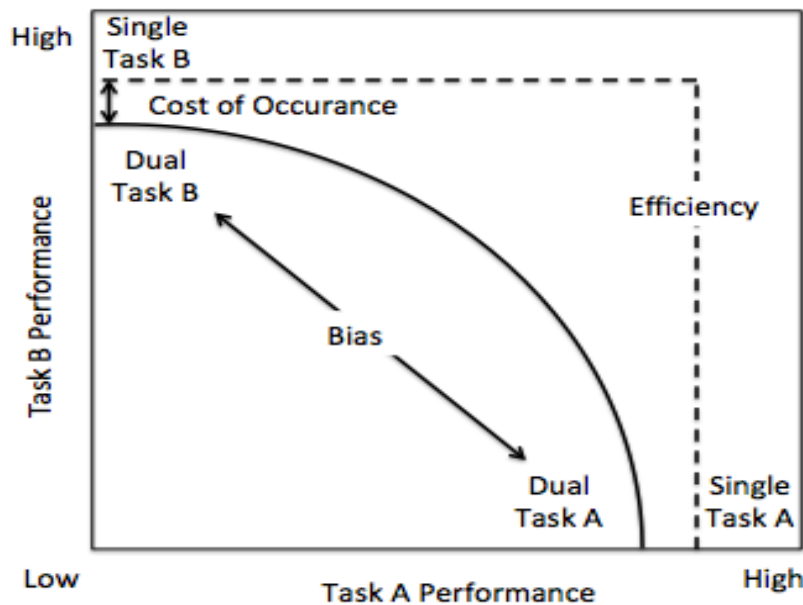 High
Single
Task B
Cost of Occurance
Dual
Task B
Efficiency
Task B Performance
Bias
Dual
Task A
Single
Task A
Low
Task A Performance
High